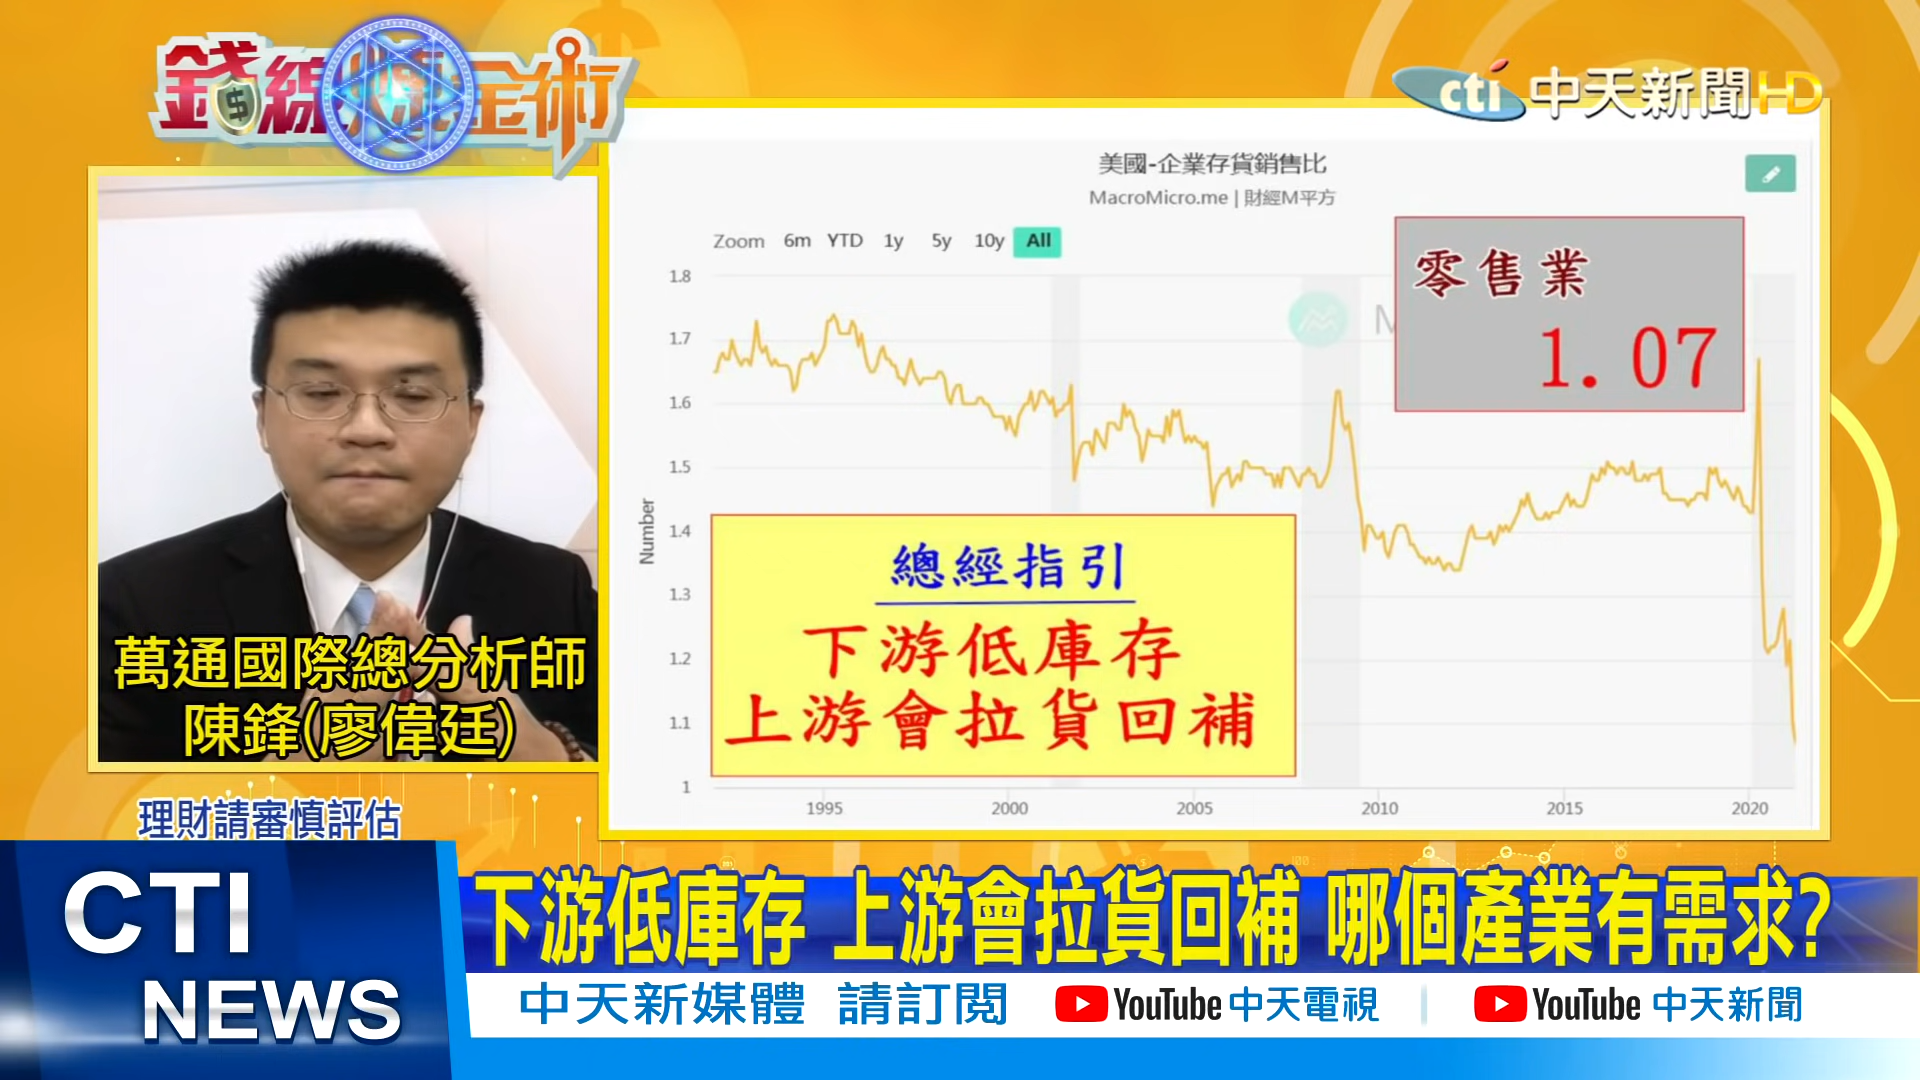 錢線煉金術
cti 中天新聞HD
美國-企業存貨銷售比
MacroMicro.me | 財經M平方
Zoom 6m YTD 1y 5y 10y All
零售業
1.07
1.8
1.7
1.6
1.5
1.4
1.3
1.2
1.1
1
Number
總經指引
下游低庫存
上游會拉貨回補
1995 2000 2005 2010 2015 2020
萬通國際總分析師
陳鋒(廖偉廷)
理財請審慎評估
CTI
NEWS
下游低庫存 上游會拉貨回補 哪個產業有需求?
中天新媒體 請訂閱 YouTube 中天電視 | YouTube 中天新聞